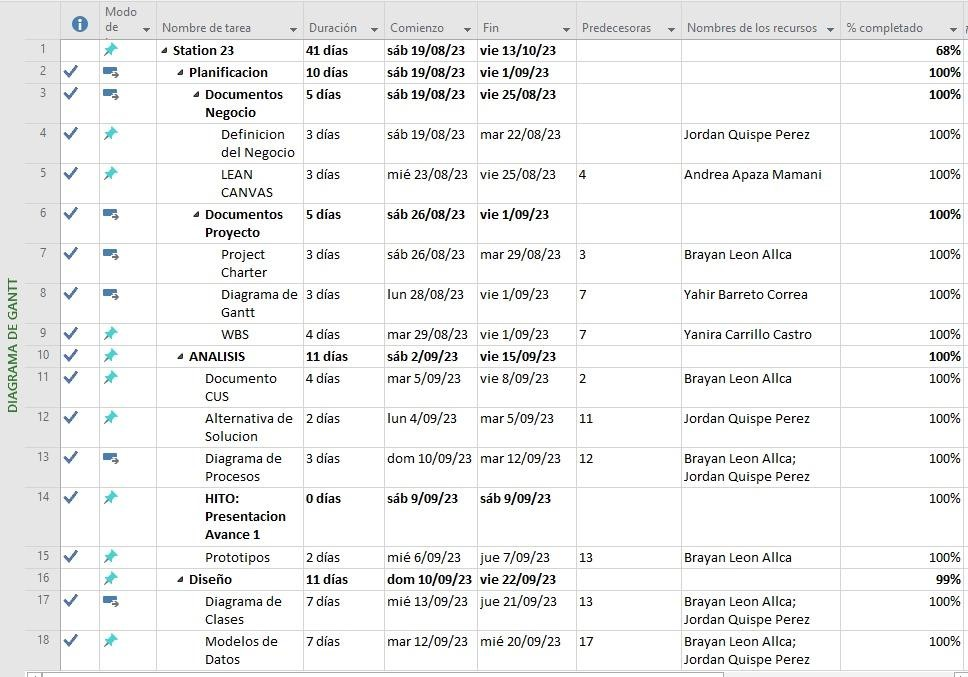 Modo de
Nombre de tarea Duración Comienzo Fin Predecesoras Nombres de los recursos % completado
DIAGRAMA DE GANTT
1 Station 23 41 días sáb 19/08/23 vie 13/10/23 68%
2 Planificacion 10 días sáb 19/08/23 vie 1/09/23 100%
3 Documentos 5 días sáb 19/08/23 vie 25/08/23 100%
Negocio
4 Definicion 3 días sáb 19/08/23 mar 22/08/23 Jordan Quispe Perez 100%
del Negocio
5 LEAN 3 días mié 23/08/23 vie 25/08/23 4 Andrea Apaza Mamani 100%
CANVAS
6 Documentos 5 días sáb 26/08/23 vie 1/09/23 100%
Proyecto
7 Project 3 días sáb 26/08/23 mar 29/08/23 3 Brayan Leon Allca 100%
Charter
8 Diagrama de 3 días lun 28/08/23 vie 1/09/23 7 Yahir Barreto Correa 100%
Gantt
9 WBS 4 días mar 29/08/23 vie 1/09/23 7 Yanira Carrillo Castro 100%
10 ANALISIS 11 días sáb 2/09/23 vie 15/09/23 100%
11 Documento 4 días mar 5/09/23 vie 8/09/23 2 Brayan Leon Allca 100%
CUS
12 Alternativa de 2 días lun 4/09/23 mar 5/09/23 11 Jordan Quispe Perez 100%
Solucion
13 Diagrama de 3 días dom 10/09/23 mar 12/09/23 12 Brayan Leon Allca; 100%
Procesos Jordan Quispe Perez
14 HITO: 0 días sáb 9/09/23 sáb 9/09/23 100%
Presentacion
Avance 1
15 Prototipos 2 días mié 6/09/23 jue 7/09/23 13 Brayan Leon Allca 100%
16 Diseño 11 días dom 10/09/23 vie 22/09/23 99%
17 Diagrama de 7 días mié 13/09/23 jue 21/09/23 13 Brayan Leon Allca; 100%
Clases Jordan Quispe Perez
18 Modelos de 7 días mar 12/09/23 mié 20/09/23 17 Brayan Leon Allca; 100%
Datos Jordan Quispe Perez